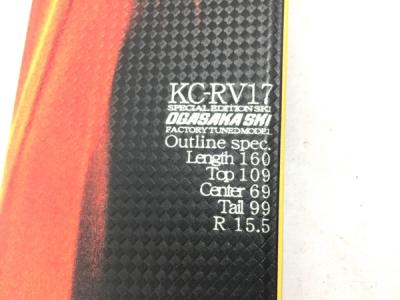 KC-RV17
SPECIAL EDITION SKI
OGASAKA SKI
FACTORY TUNED MODEL
Outline spec.
Length 160
Top 109
Center 69
Tail 99
R 15.5